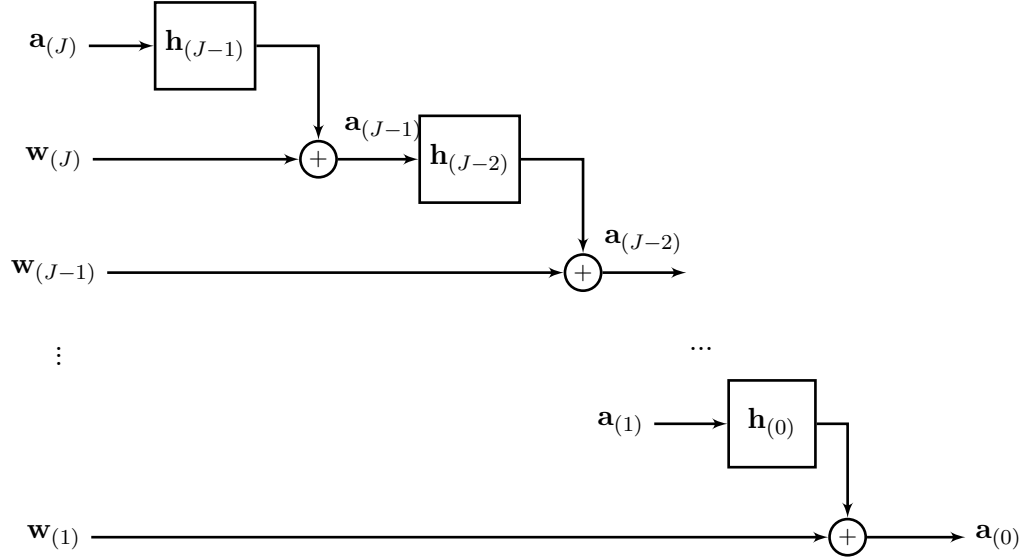 a(J)
h(J−1)
w(J)
+
a(J−1)
h(J−2)
w(J−1)
+
a(J−2)
⋮
...
a(1)
h(0)
w(1)
+
a(0)